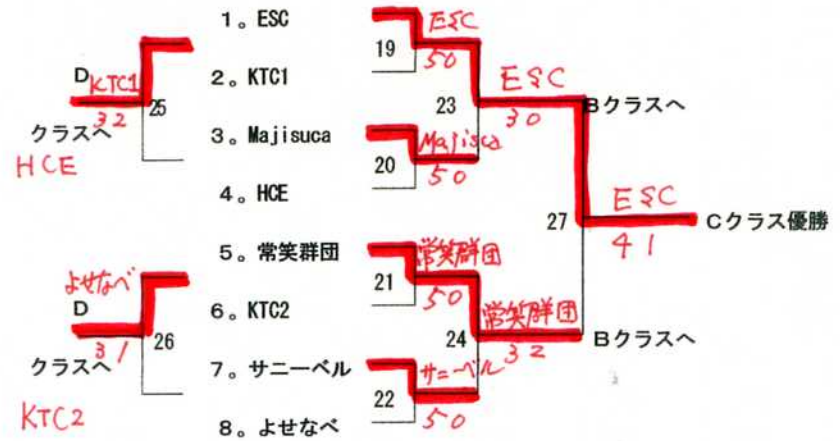 1。ESC
19
ESC
50
D
KTC1
25
32
クラスへ
HCE
2。KTC1
23
ESC
30
Bクラスへ
3。Majisuca
20
Majisca
50
4。HCE
27
ESC
41
Cクラス優勝
5。常笑群団
21
常笑群団
50
よせなべ
D
26
31
クラスへ
KTC2
6。KTC2
24
常笑群団
32
Bクラスへ
7。サニーベル
22
サニーベル
50
8。よせなべ